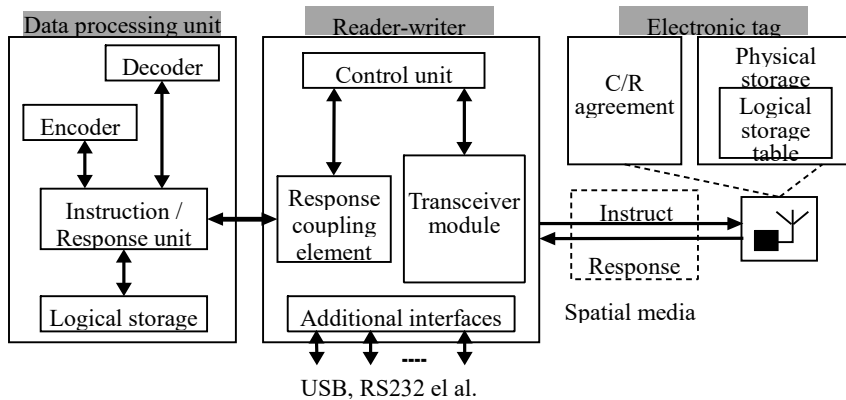 Data processing unit
Decoder
Encoder
Instruction /
Response unit
Logical storage
Reader-writer
Control unit
Response
coupling
element
Transceiver
module
Additional interfaces
USB, RS232 el al.
Electronic tag
C/R
agreement
Physical
storage
Logical
storage
table
Instruct
Response
Spatial media